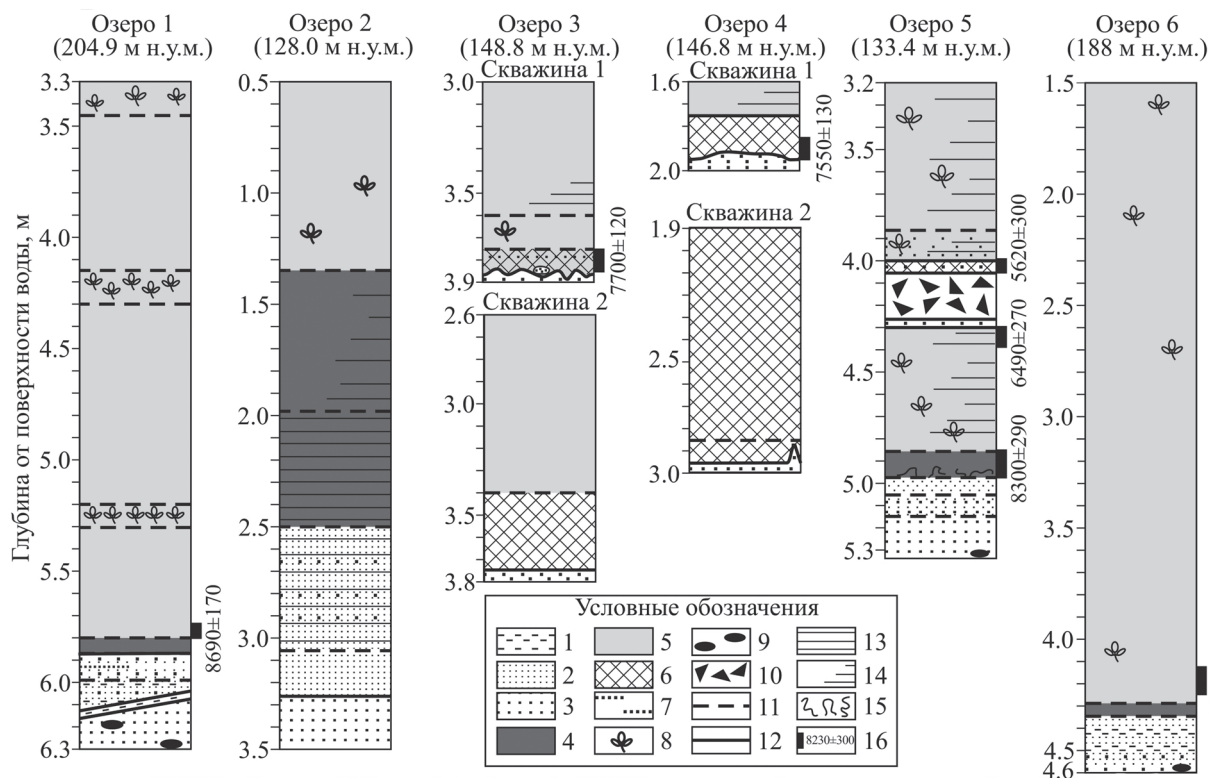 Озеро 1
(204.9 м н.у.м.)
Озеро 2
(128.0 м н.у.м.)
Озеро 3
(148.8 м н.у.м.)
Озеро 4
(146.8 м н.у.м.)
Озеро 5
(133.4 м н.у.м.)
Озеро 6
(188 м н.у.м.)
Глубина от поверхности воды, м
3.3
3.5
4.0
4.5
5.0
5.5
6.0
6.3
8690±170
0.5
1.0
1.5
2.0
2.5
3.0
3.5
Скважина 1
3.0
3.5
3.9
7700±120
Скважина 2
2.6
3.0
3.5
3.8
Скважина 1
1.6
2.0
7550±130
Скважина 2
1.9
2.5
3.0
3.2
3.5
4.0
4.5
5.0
5.3
5620±300
6490±270
8300±290
1.5
2.0
2.5
3.0
3.5
4.0
4.5
4.6
Условные обозначения
1 5 9 13
2 6 10 14
3 7 11 15
4 8 12 8230±300 16